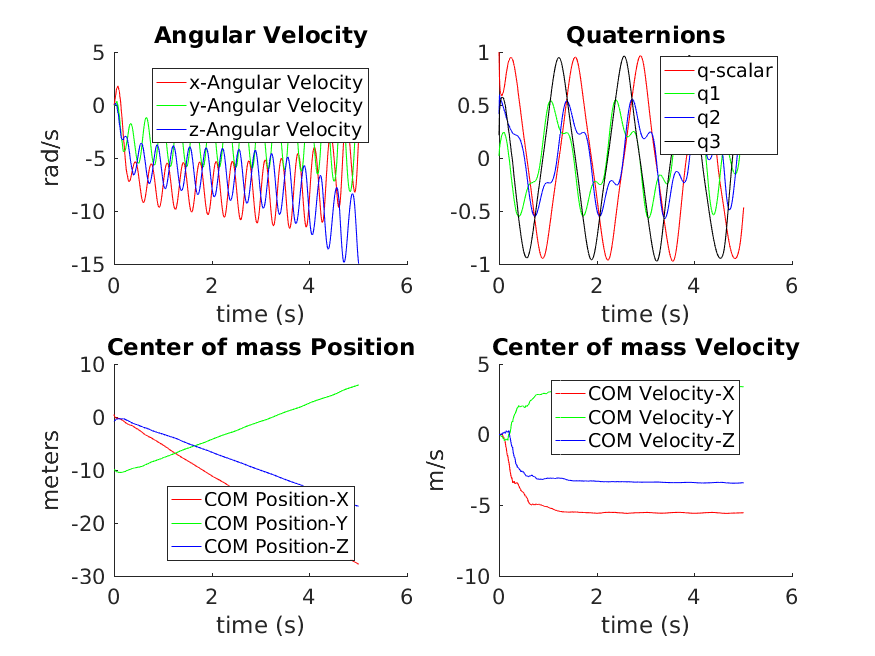 Angular Velocity
5
0
-5
-10
-15
rad/s
x-Angular Velocity
y-Angular Velocity
z-Angular Velocity
0
2
4
6
time (s)
Quaternions
1
0.5
0
-0.5
-1
q-scalar
q1
q2
q3
0
2
4
6
time (s)
Center of mass Position
10
0
-10
-20
-30
meters
COM Position-X
COM Position-Y
COM Position-Z
0
2
4
6
time (s)
Center of mass Velocity
5
0
-5
-10
m/s
COM Velocity-X
COM Velocity-Y
COM Velocity-Z
0
2
4
6
time (s)